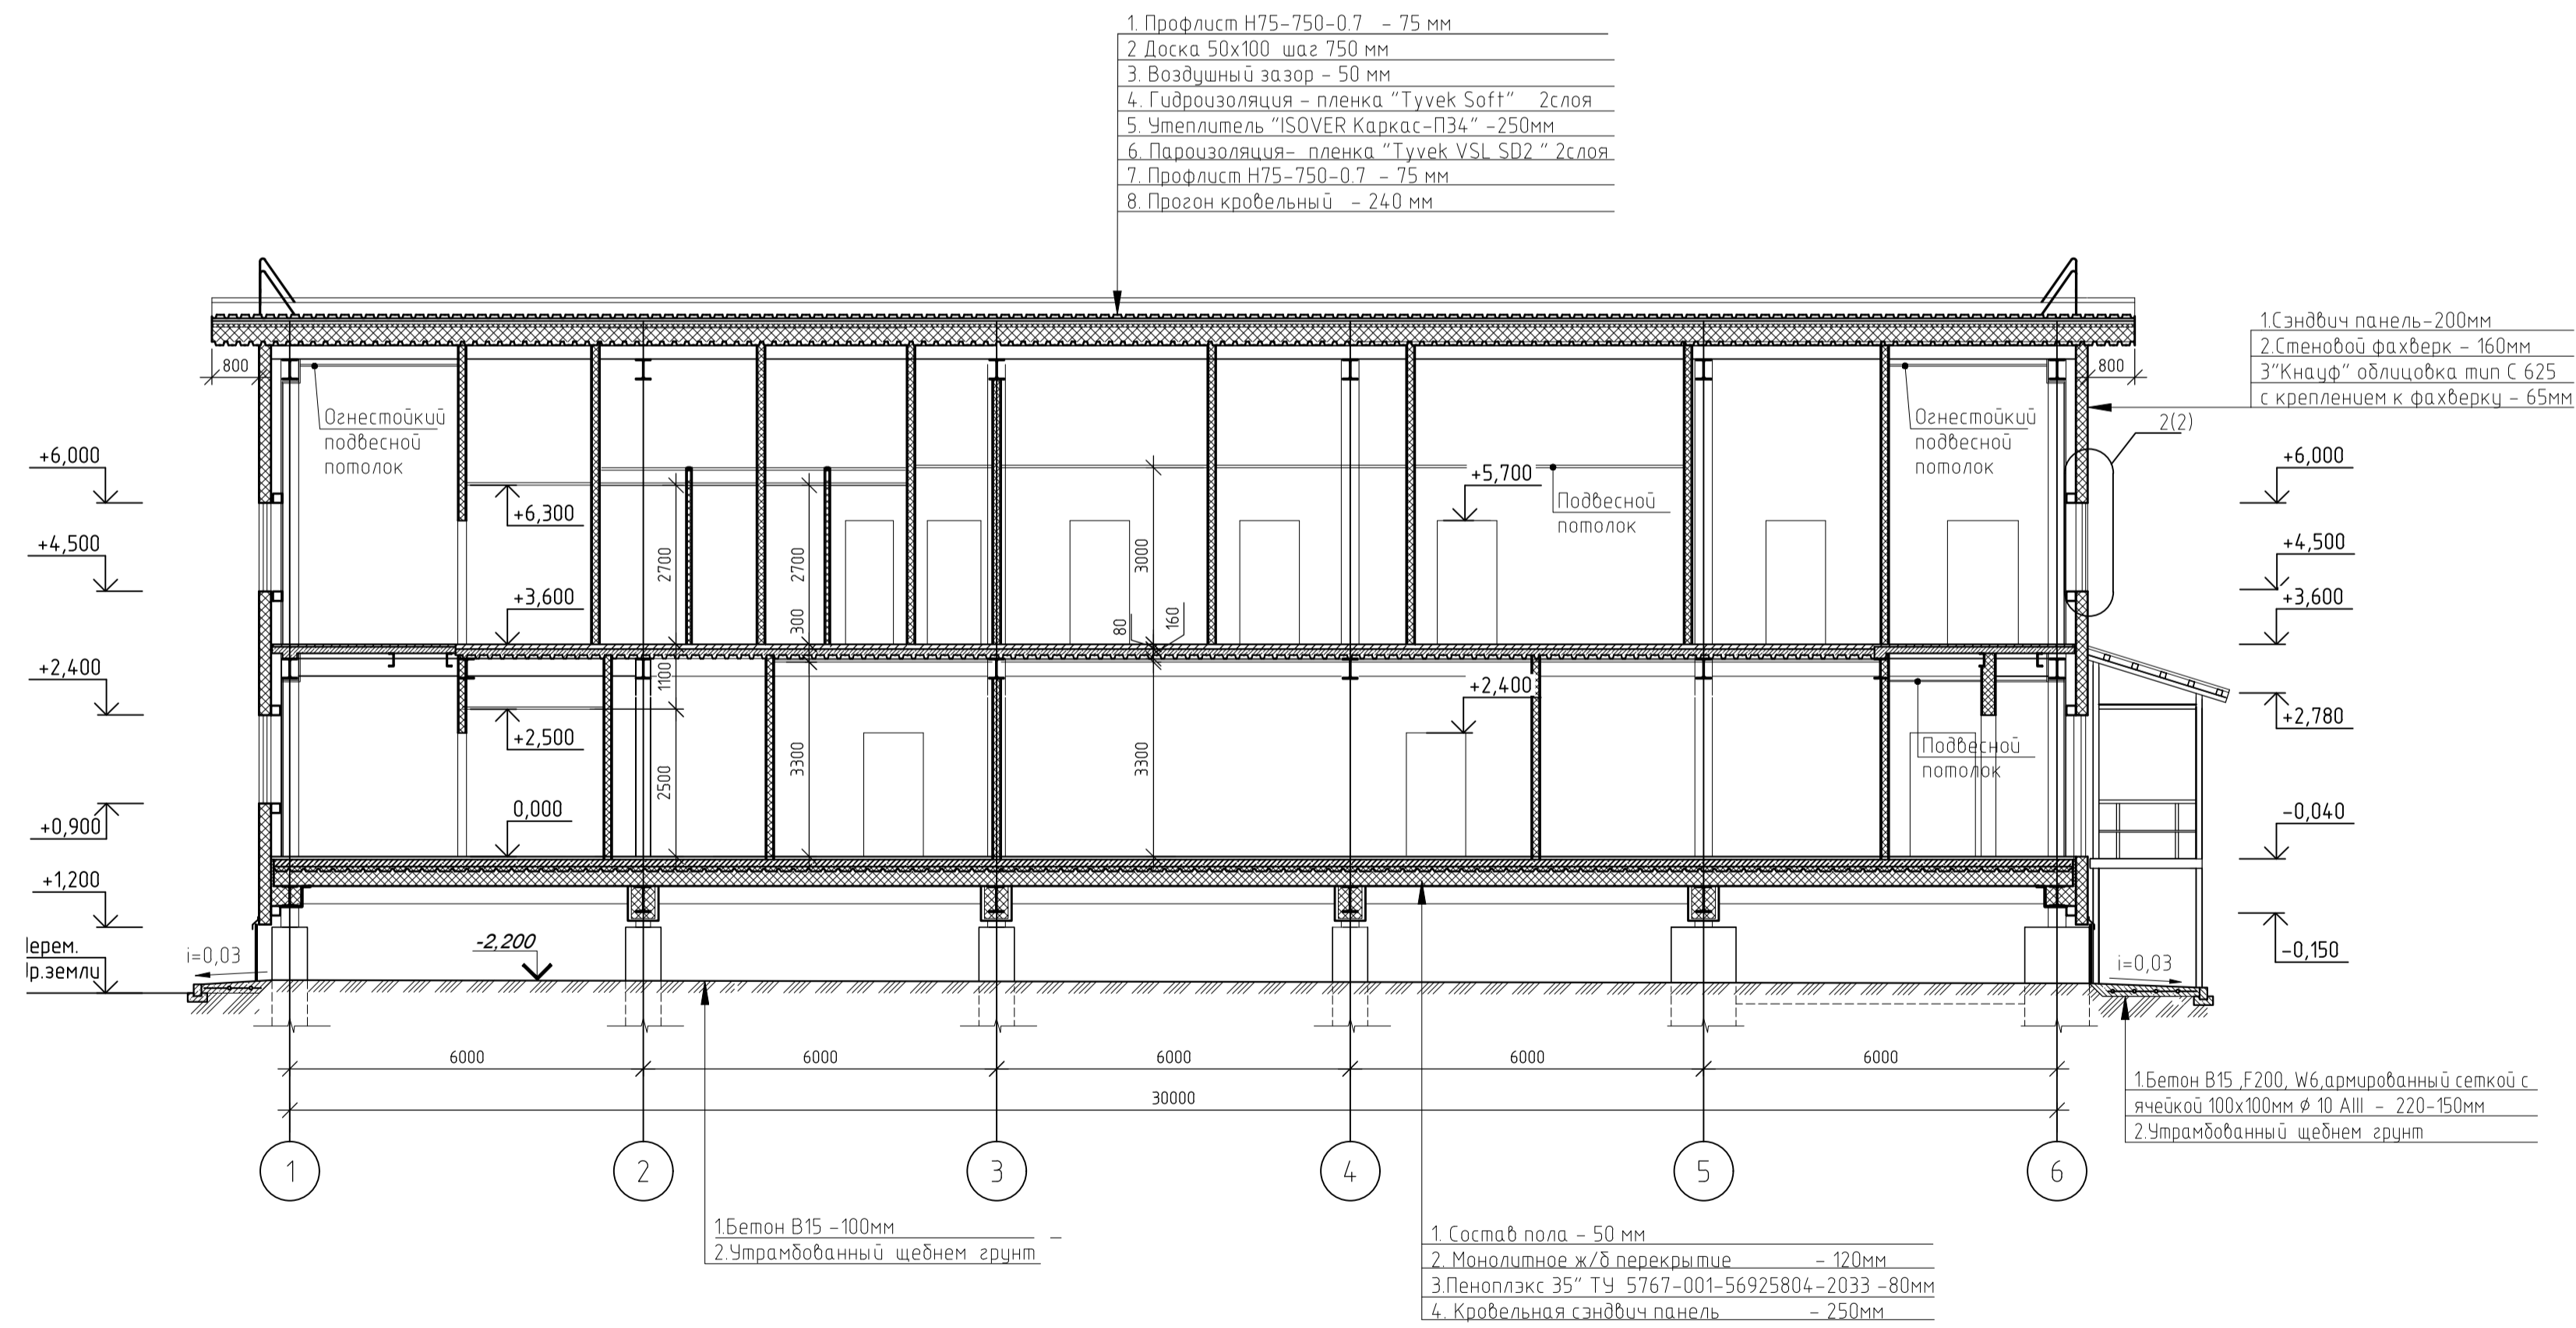 1. Профлист Н75-750-0.7 - 75 мм
2 Доска 50х100 шаг 750 мм
3. Воздушный зазор - 50 мм
4. Гидроизоляция - пленка "Tyvek Soft" 2слоя
5. Утеплитель "ISOVER Каркас-П34" -250мм
6. Пароизоляция- пленка "Tyvek VSL SD2 " 2слоя
7. Профлист Н75-750-0.7 - 75 мм
8. Прогон кровельный - 240 мм
1.Сэндвич панель-200мм
2.Стеновой фахверк - 160мм
3"Кнауф" облицовка тип С 625
с креплением к фахверку - 65мм
2(2)
800
800
Огнестойкий
подвесной
потолок
Огнестойкий
подвесной
потолок
+6,000
+4,500
+2,400
+0,900
+1,200
+6,300
+3,600
2700
300
2700
3000
80
160
+5,700
Подвесной
потолок
+6,000
+4,500
+3,600
+2,780
-0,040
-0,150
1100
2500
+2,500
0,000
3300
3300
+2,400
Подвесной
потолок
ерем.
р.земли
i=0,03
-2,200
i=0,03
6000
6000
6000
6000
6000
30000
1
2
3
4
5
6
1.Бетон В15 ,F200, W6,армированный сеткой с
ячейкой 100х100мм ϕ 10 АIII - 220-150мм
2.Утрамбованный щебнем грунт
1.Бетон В15 -100мм
2.Утрамбованный щебнем грунт
1. Состав пола - 50 мм
2. Монолитное ж/б перекрытие - 120мм
3.Пеноплэкс 35" ТУ 5767-001-56925804-2033 -80мм
4. Кровельная сэндвич панель - 250мм